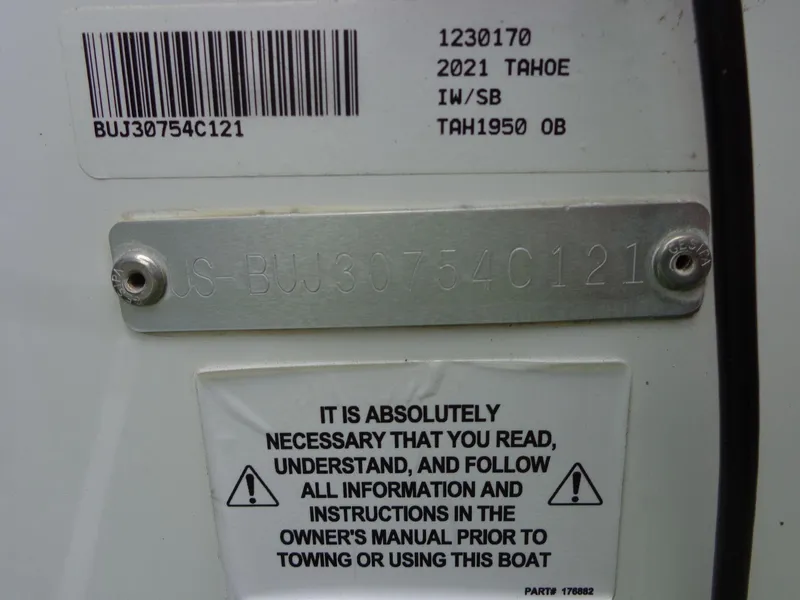 1230170
2021 TAHOE
IW/SB
BUJ30754C121
TAH1950 OB
US-BUJ30754C121
IT IS ABSOLUTELY
NECESSARY THAT YOU READ,
UNDERSTAND, AND FOLLOW
ALL INFORMATION AND
INSTRUCTIONS IN THE
OWNER'S MANUAL PRIOR TO
TOWING OR USING THIS BOAT
PART# 176882